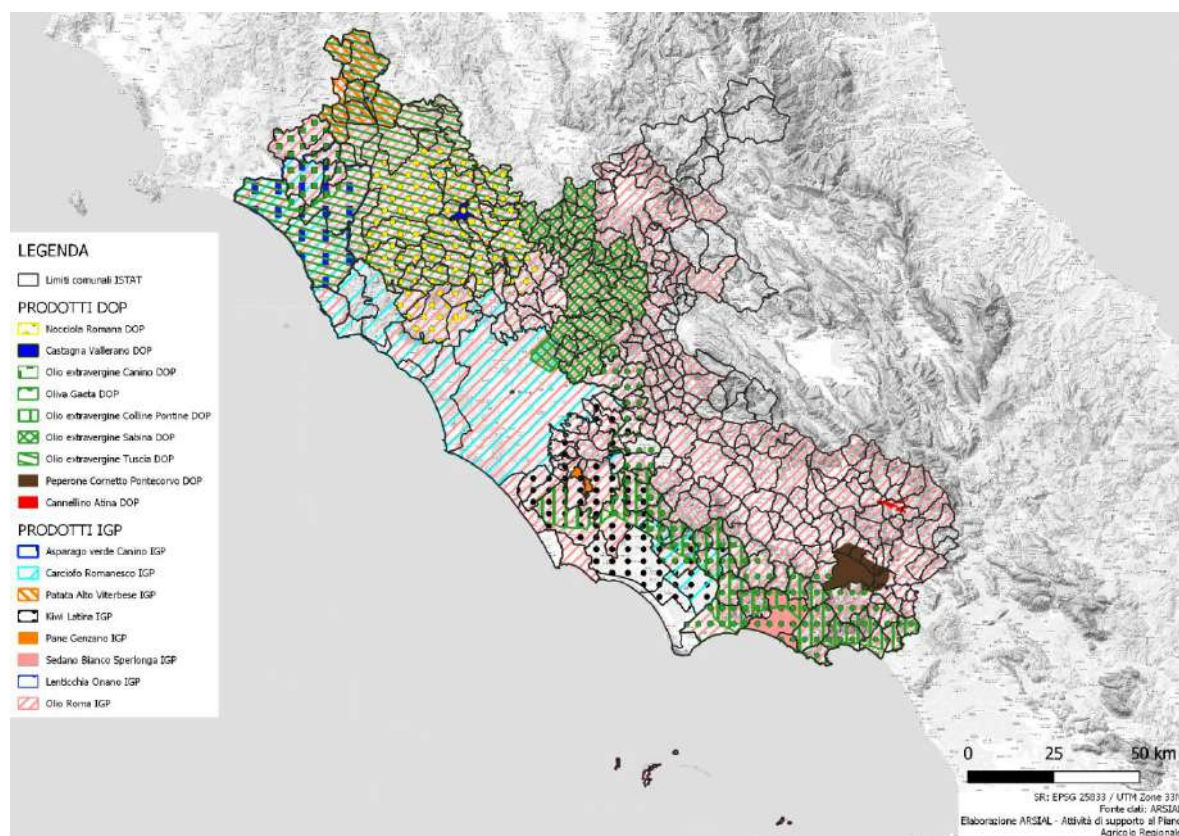 LEGENDA
Limiti comunali ISTAT
PRODOTTI DOP
Nocciola Romana DOP
Castagna Vallerano DOP
Olio extravergine Canino DOP
Oliva Gaeta DOP
Olio extravergine Colline Pontine DOP
Olio extravergine Sabina DOP
Olio extravergine Tuscia DOP
Peperone Cornetto Pontecorvo DOP
Cannellino Atina DOP
PRODOTTI IGP
Asparago verde Canino IGP
Carciofo Romanesco IGP
Patata Alto Viterbese IGP
Kiwi Latina IGP
Pane Genzano IGP
Sedano Bianco Sperlonga IGP
Lenticchia Onano IGP
Olio Roma IGP
0 25 50 km
SR: EPSG 25833 / UTM Zone 33N
Fonte dati: ARSIAL
Elaborazione ARSIAL - Attività di supporto al Piano
Agricolo Regionale